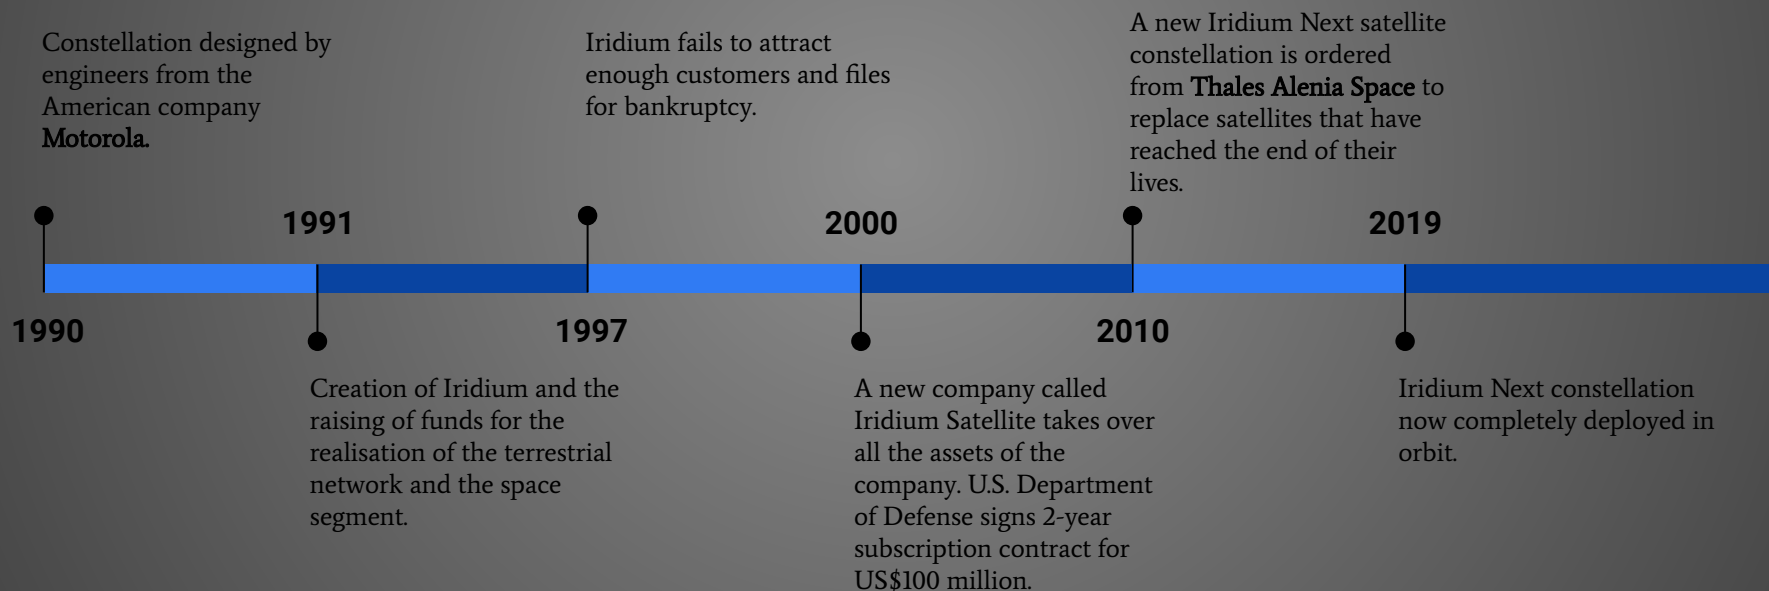 Constellation designed by
engineers from the
American company
Motorola.
1990
1991
Creation of Iridium and the
raising of funds for the
realisation of the terrestrial
network and the space
segment.
Iridium fails to attract
enough customers and files
for bankruptcy.
1997
2000
A new company called
Iridium Satellite takes over
all the assets of the
company. U.S. Department
of Defense signs 2-year
subscription contract for
US$100 million.
A new Iridium Next satellite
constellation is ordered
from Thales Alenia Space to
replace satellites that have
reached the end of their
lives.
2010
2019
Iridium Next constellation
now completely deployed in
orbit.